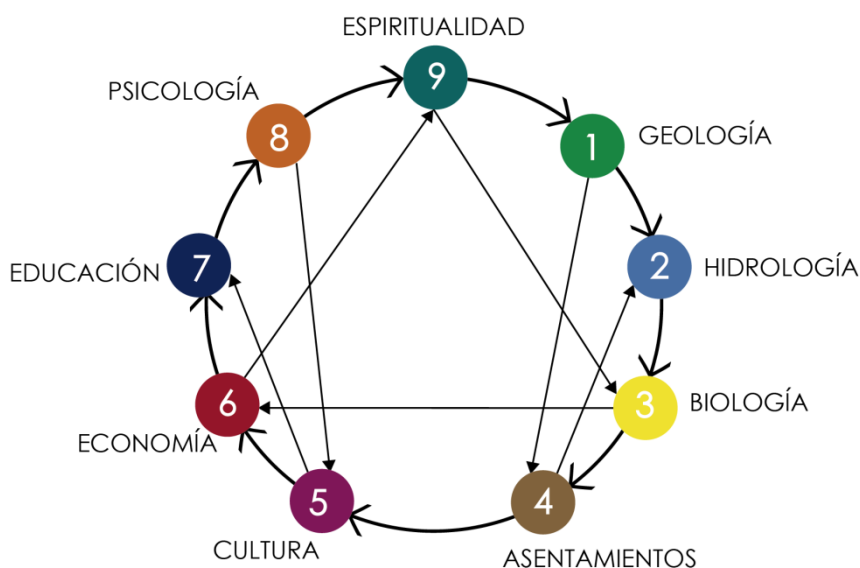 ESPIRITUALIDAD
9
PSICOLOGÍA
8
1
GEOLOGÍA
EDUCACIÓN
7
2
HIDROLOGÍA
6
ECONOMÍA
3
BIOLOGÍA
5
CULTURA
4
ASENTAMIENTOS